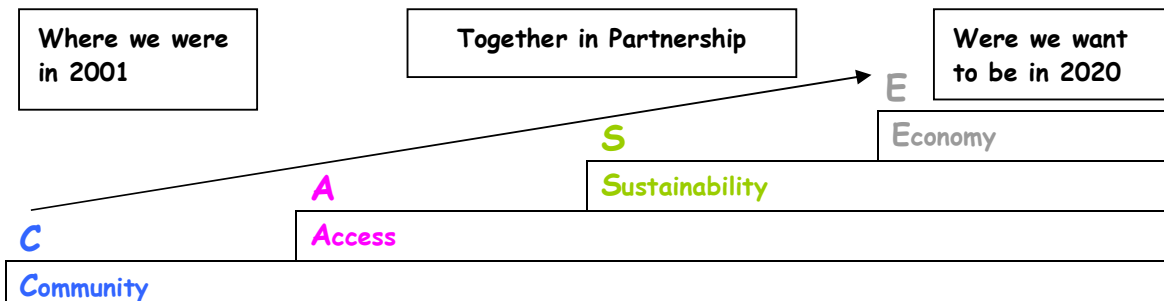 Where we were
in 2001
Together in Partnership
Were we want
to be in 2020
E
Economy
S
Sustainability
A
Access
C
Community